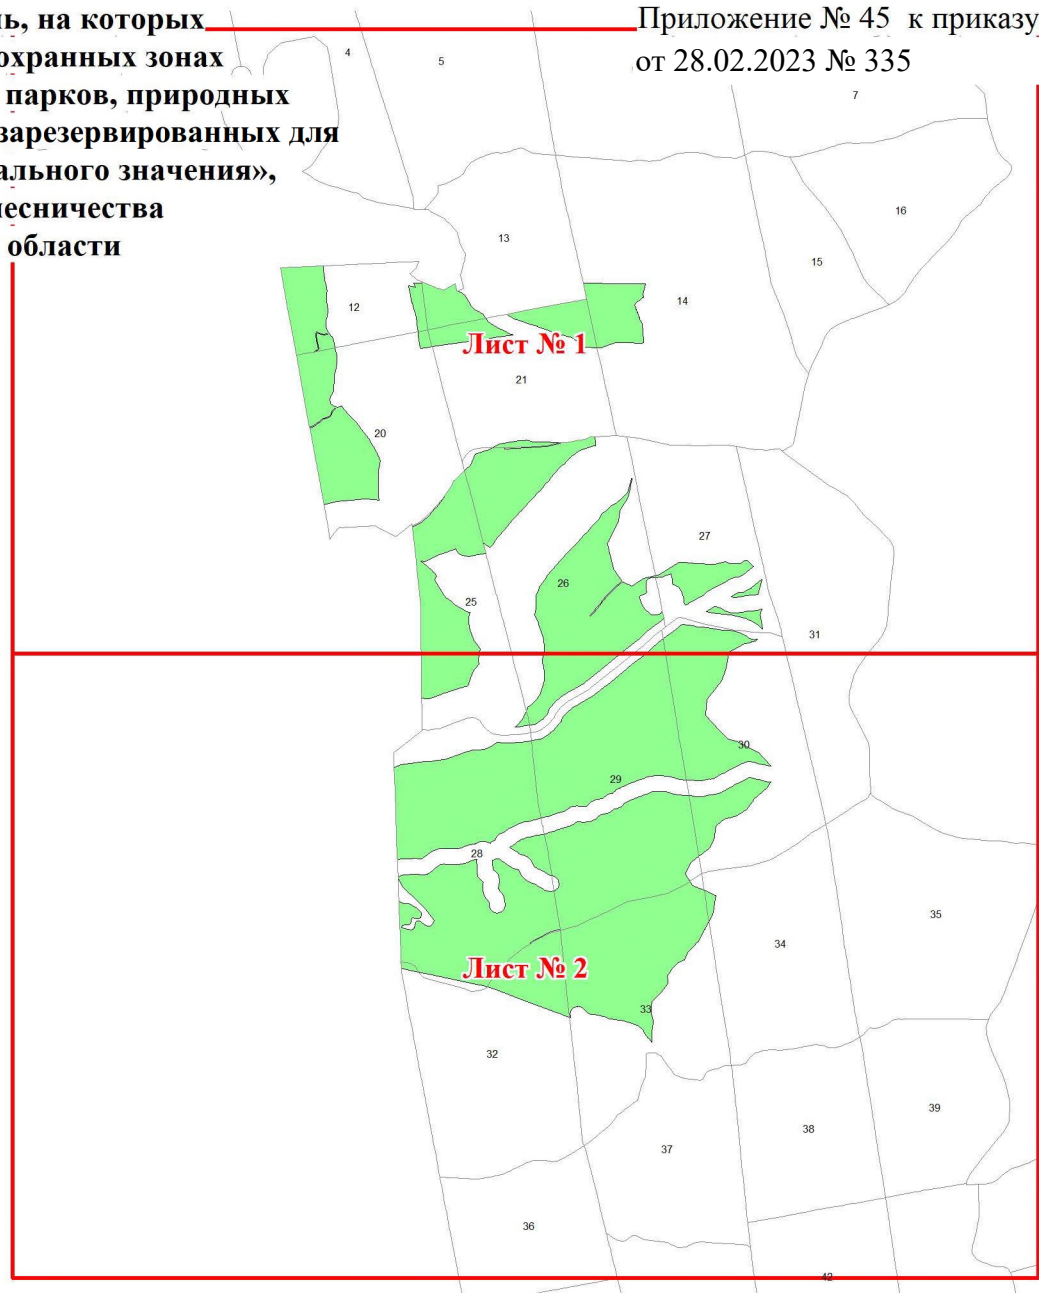 ь, на которых
охранных зонах
парков, природных
зарезервированных для
ального значения»,
лесничества
области
Приложение № 45 к приказу
от 28.02.2023 № 335
4
5
7
16
13
15
14
12
Лист № 1
21
20
27
26
25
31
30
29
28
35
34
Лист № 2
33
32
39
38
37
36
42